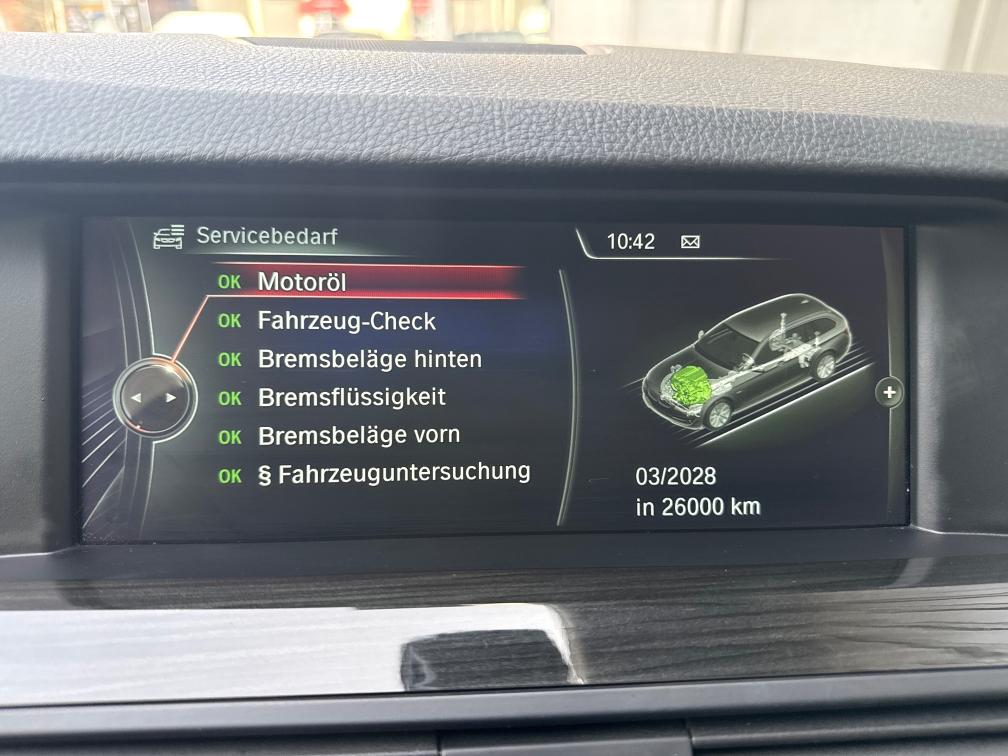 Servicebedarf
10:42
OK Motoröl
OK Fahrzeug-Check
OK Bremsbeläge hinten
OK Bremsflüssigkeit
OK Bremsbeläge vorn
OK § Fahrzeuguntersuchung
03/2028
in 26000 km